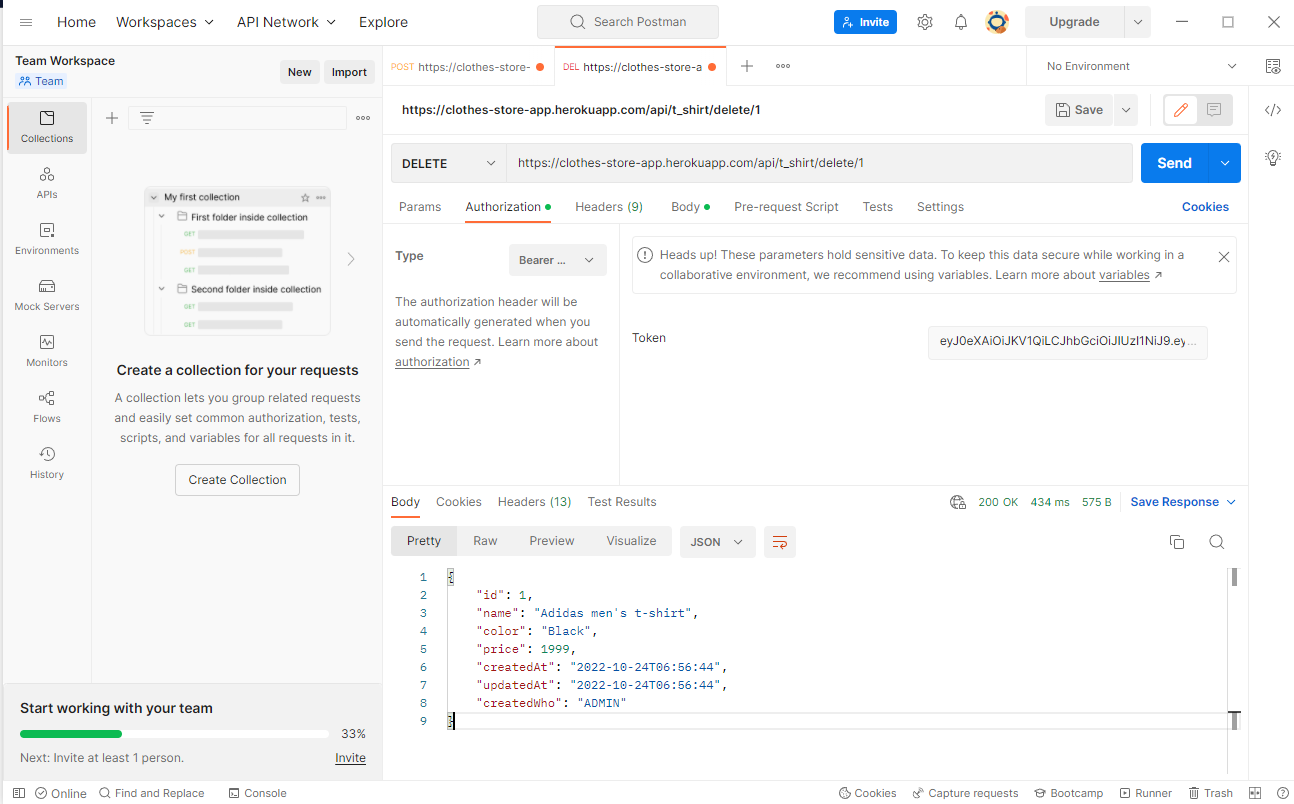 Home Workspaces API Network Explore Search Postman Invite Upgrade
Team Workspace
Team
New Import
POST https://clothes-store- DEL https://clothes-store-a No Environment
Collections
APIs
Environments
Mock Servers
Monitors
Flows
History
My first collection
First folder inside collection
GET
POST
GET
Second folder inside collection
GET
GET
Create a collection for your requests
A collection lets you group related requests
and easily set common authorization, tests,
scripts, and variables for all requests in it.
Create Collection
Start working with your team
33%
Next: Invite at least 1 person. Invite
https://clothes-store-app.herokuapp.com/api/t_shirt/delete/1 Save
DELETE https://clothes-store-app.herokuapp.com/api/t_shirt/delete/1 Send
Params Authorization Headers (9) Body Pre-request Script Tests Settings Cookies
Type Bearer ...
The authorization header will be
automatically generated when you
send the request. Learn more about
authorization ↗
Heads up! These parameters hold sensitive data. To keep this data secure while working in a
collaborative environment, we recommend using variables. Learn more about variables ↗
Token eyJ0eXAiOiJKV1QiLCJhbGciOiJIUzI1NiJ9.ey...
Body Cookies Headers (13) Test Results 200 OK 434 ms 575 B Save Response
Pretty Raw Preview Visualize JSON
1 {
2 "id": 1,
3 "name": "Adidas men's t-shirt",
4 "color": "Black",
5 "price": 1999,
6 "createdAt": "2022-10-24T06:56:44",
7 "updatedAt": "2022-10-24T06:56:44",
8 "createdWho": "ADMIN"
9 }
Online Find and Replace Console Cookies Capture requests Bootcamp Runner Trash